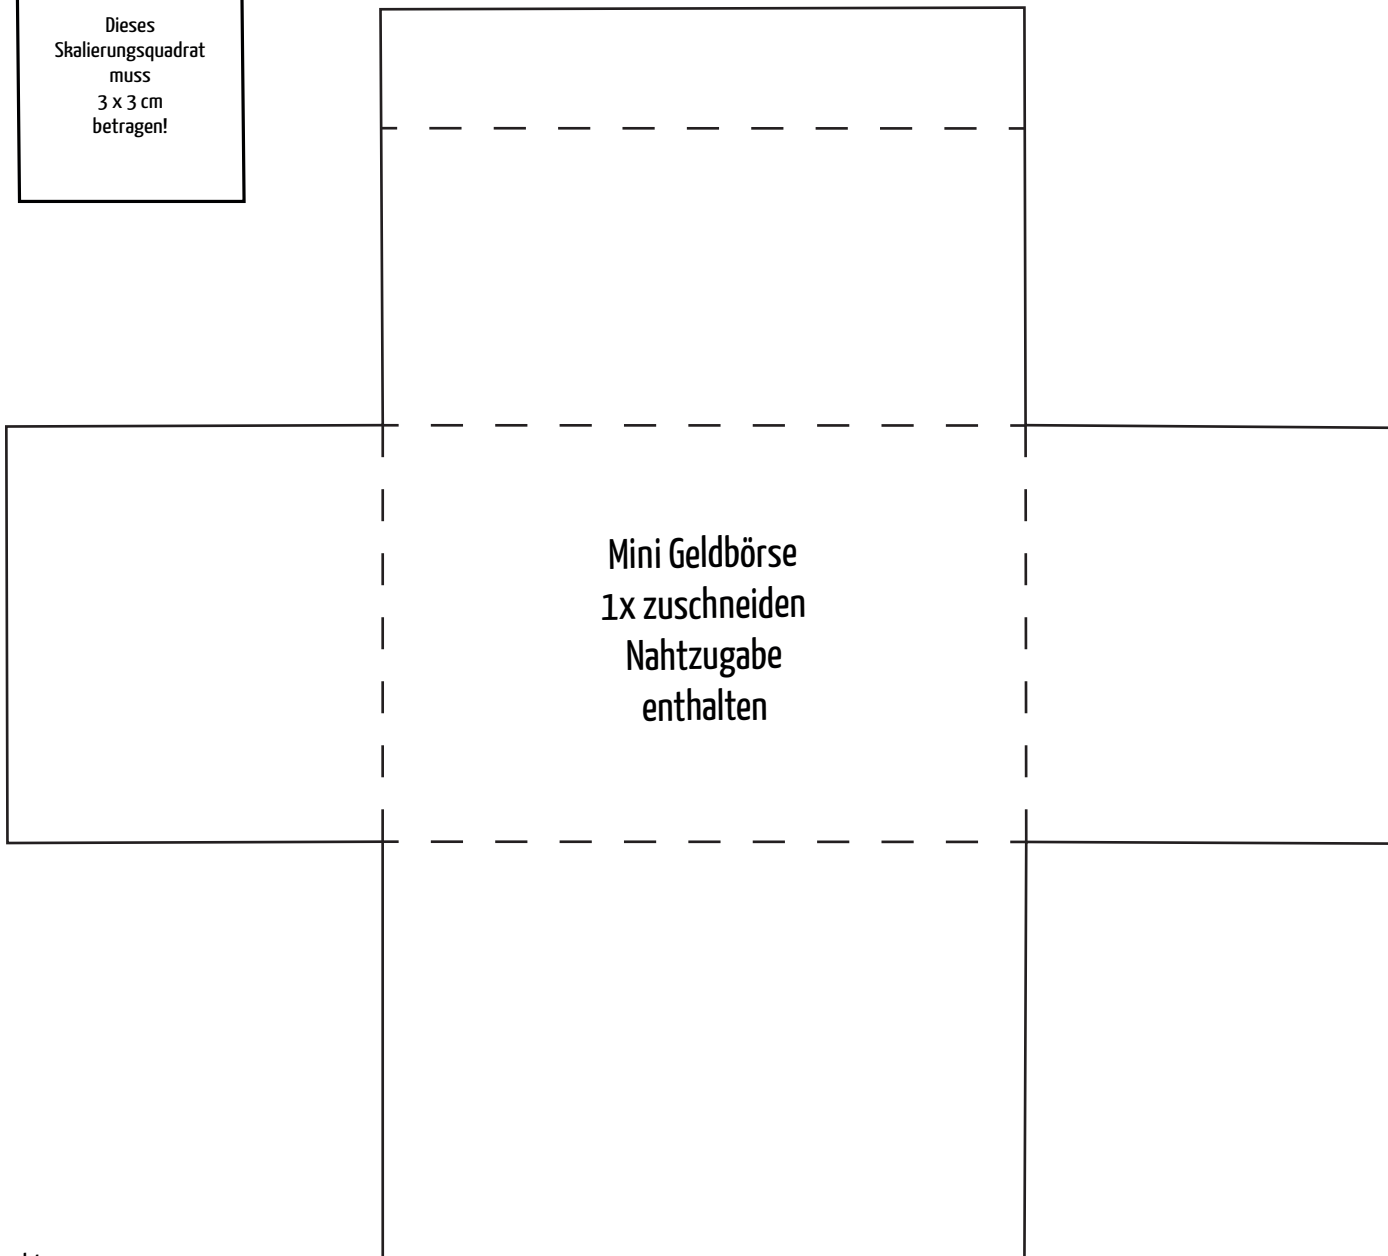 Dieses
Skalierungsquadrat
muss
3 x 3 cm
betragen!
Mini Geldbörse
1x zuschneiden
Nahtzugabe
enthalten